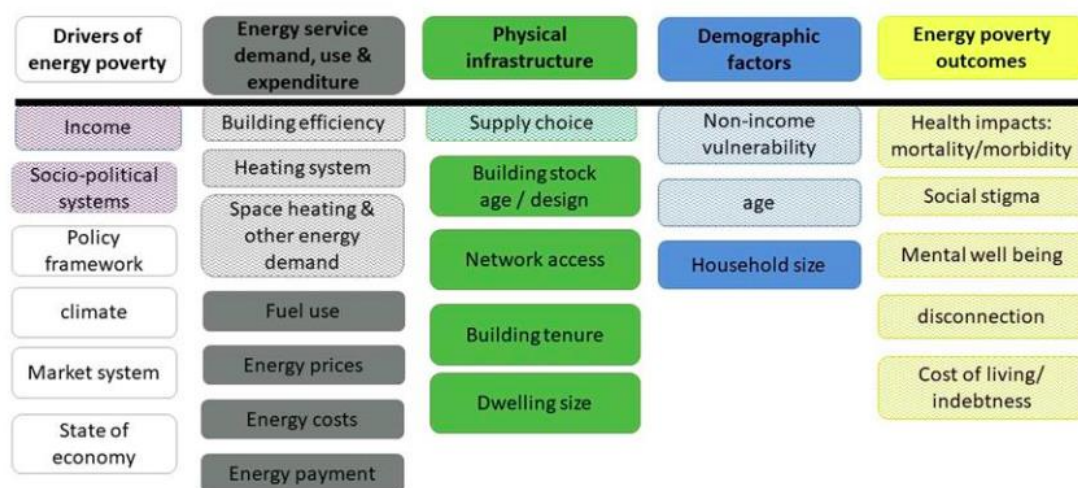 Drivers of
energy poverty
Income
Socio-political
systems
Policy
framework
climate
Market system
State of
economy
Energy service
demand, use &
expenditure
Building efficiency
Heating system
Space heating &
other energy
demand
Fuel use
Energy prices
Energy costs
Energy payment
Physical
infrastructure
Supply choice
Building stock
age / design
Network access
Building tenure
Dwelling size
Demographic
factors
Non-income
vulnerability
age
Household size
Energy poverty
outcomes
Health impacts:
mortality/morbidity
Social stigma
Mental well being
disconnection
Cost of living/
indebtness